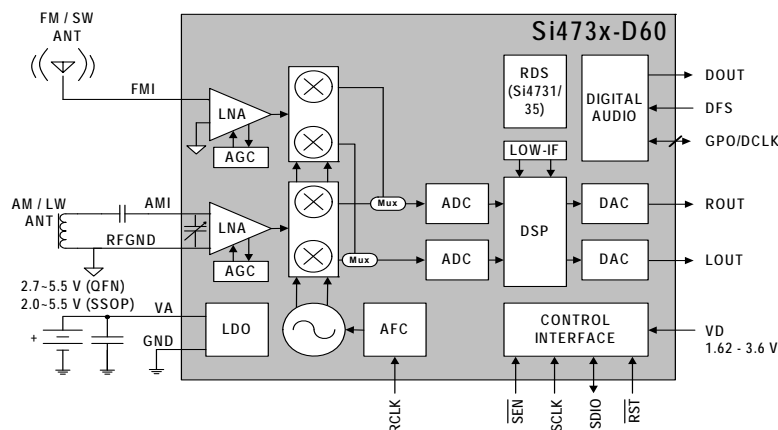 FM / SW
ANT
Si473x-D60
FMI
LNA
AGC
RDS
(Si4731/
35)
DIGITAL
AUDIO
DOUT
DFS
GPO/DCLK
LOW-IF
AM / LW
ANT
AMI
RFGND
LNA
AGC
Mux
Mux
ADC
ADC
DSP
DAC
DAC
ROUT
LOUT
2.7~5.5 V (QFN)
2.0~5.5 V (SSOP)
VA
+
GND
LDO
AFC
CONTROL
INTERFACE
VD
1.62 - 3.6 V
RCLK
SEN
SCLK
SDIO
RST